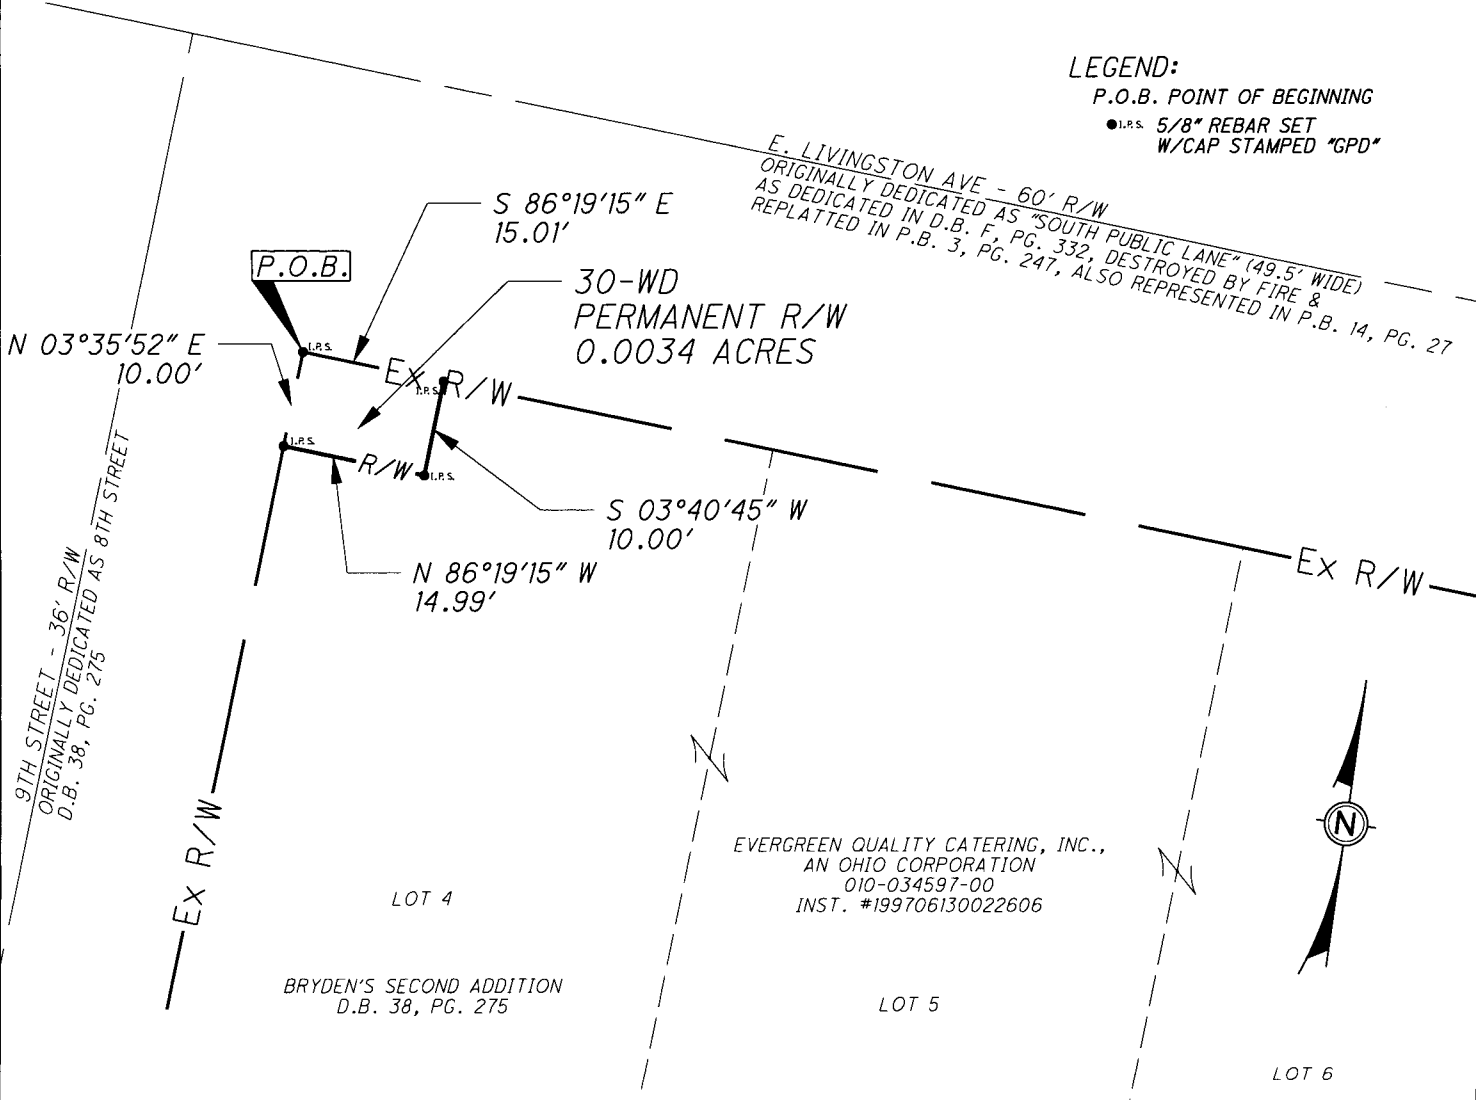 LEGEND:
P.O.B. POINT OF BEGINNING
I.P.S. 5/8" REBAR SET
W/CAP STAMPED "GPD"
E. LIVINGSTON AVE - 60' R/W
ORIGINALLY DEDICATED AS "SOUTH PUBLIC LANE" (49.5' WIDE)
AS DEDICATED IN D.B. F, PG. 332, DESTROYED BY FIRE &
REPLATTED IN P.B. 3, PG. 247, ALSO REPRESENTED IN P.B. 14, PG. 27
S 86°19'15" E
15.01'
P.O.B.
30-WD
PERMANENT R/W
0.0034 ACRES
N 03°35'52" E
10.00'
I.P.S.
Ex R/W
I.P.S.
I.P.S.
R/W
I.P.S.
S 03°40'45" W
10.00'
N 86°19'15" W
14.99'
Ex R/W
9TH STREET - 36' R/W
ORIGINALLY DEDICATED AS 8TH STREET
D.B. 38, PG. 275
Ex R/W
N
EVERGREEN QUALITY CATERING, INC.,
AN OHIO CORPORATION
010-034597-00
INST. #199706130022606
LOT 4
BRYDEN'S SECOND ADDITION
D.B. 38, PG. 275
LOT 5
LOT 6